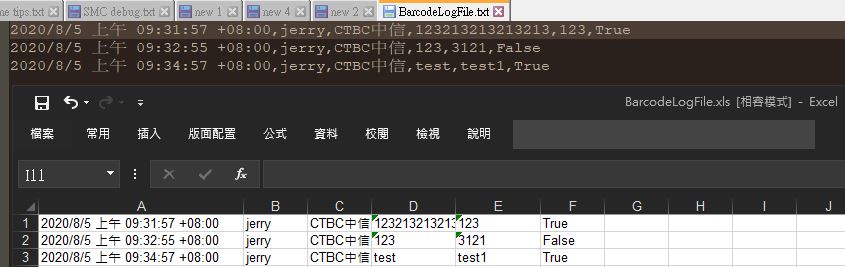 ne tips.txt SMC debug.txt new 1 new 4 new 2 BarcodeLogFile.txt
2020/8/5 上午 09:31:57 +08:00,jerry,CTBC中信,123213213213213,123,True
2020/8/5 上午 09:32:55 +08:00,jerry,CTBC中信,123,3121,False
2020/8/5 上午 09:34:57 +08:00,jerry,CTBC中信,test,test1,True
BarcodeLogFile.xls [相容模式] - Excel
檔案 常用 插入 版面配置 公式 資料 校閱 檢視 說明
I11 fx
A B C D E F G H I J
1 2020/8/5 上午 09:31:57 +08:00 jerry CTBC中信 123213213213 123 True
2 2020/8/5 上午 09:32:55 +08:00 jerry CTBC中信 123 3121 False
3 2020/8/5 上午 09:34:57 +08:00 jerry CTBC中信 test test1 True